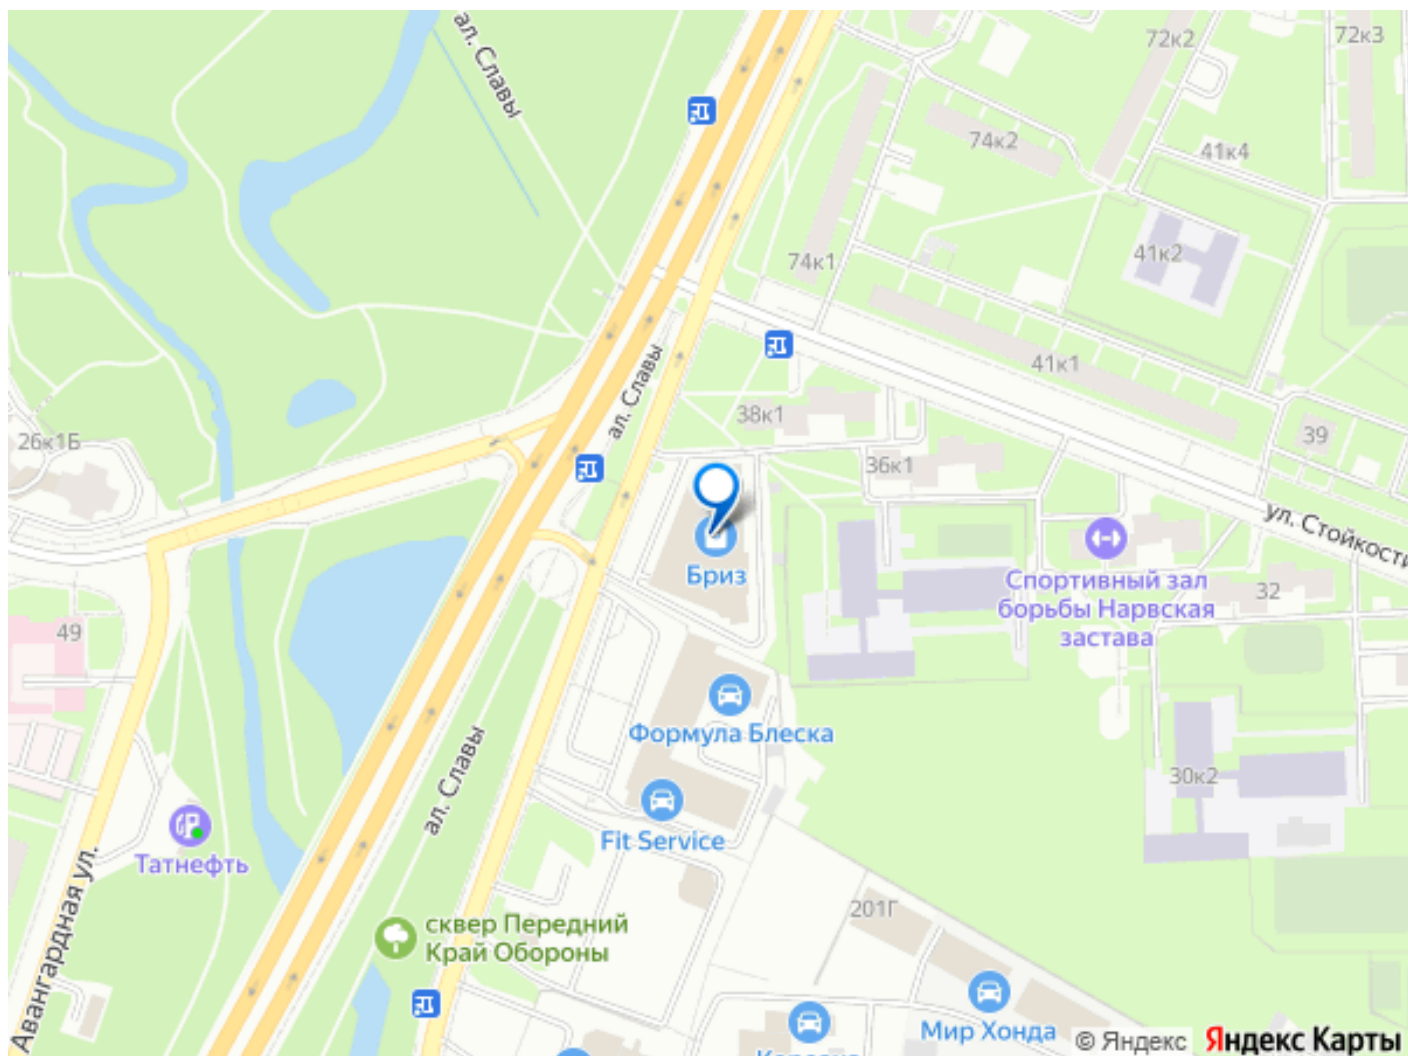 ал. Славы
72к2
72к3
74к2
41к4
41к2
74к1
41к1
ал. Славы
38к1
39
26к1Б
36к1
ул. Стойкости
Бриз
Спортивный зал
борьбы Нарвская
застава
32
49
Формула Блеска
ал. Славы
30к2
Fit Service
Татнефть
Авангардная ул.
201Г
сквер Передний
Край Обороны
Мир Хонда
© Яндекс
Яндекс Карты